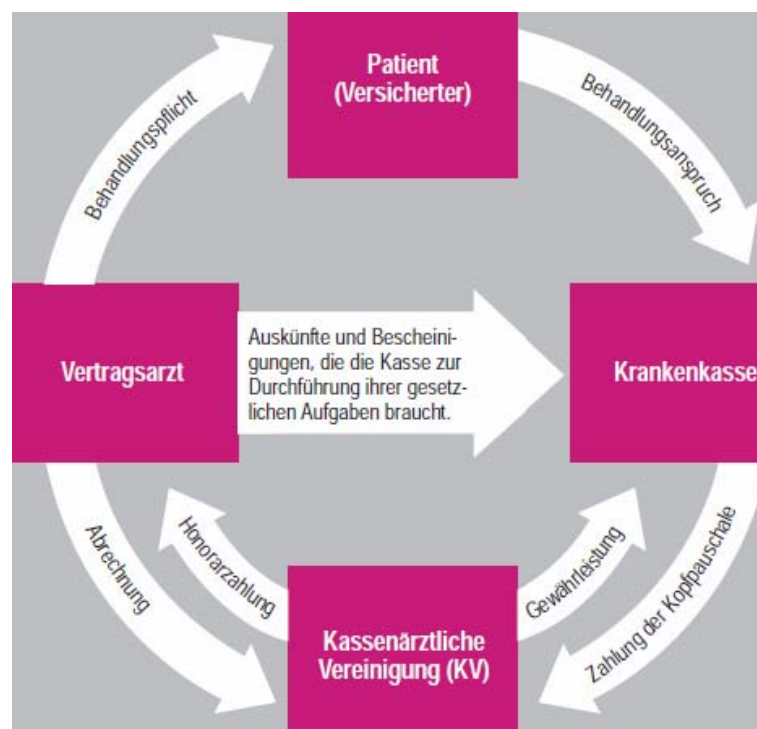 Patient
(Versicherter)
Behandlungspflicht
Behandlungsanspruch
Vertragsarzt
Auskünfte und Bescheini-
gungen, die die Kasse zur
Durchführung ihrer gesetz-
lichen Aufgaben braucht.
Krankenkasse
Abrechnung
Honorarzahlung
Gewährleistung
Zahlung der Kopfpauschale
Kassenärztliche
Vereinigung (KV)